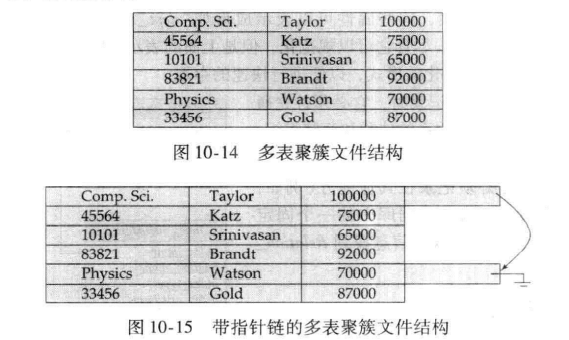 Comp. Sci. Taylor 100000
45564 Katz 75000
10101 Srinivasan 65000
83821 Brandt 92000
Physics Watson 70000
33456 Gold 87000
图 10-14 多表聚簇文件结构
Comp. Sci. Taylor 100000
45564 Katz 75000
10101 Srinivasan 65000
83821 Brandt 92000
Physics Watson 70000
33456 Gold 87000
图 10-15 带指针链的多表聚簇文件结构